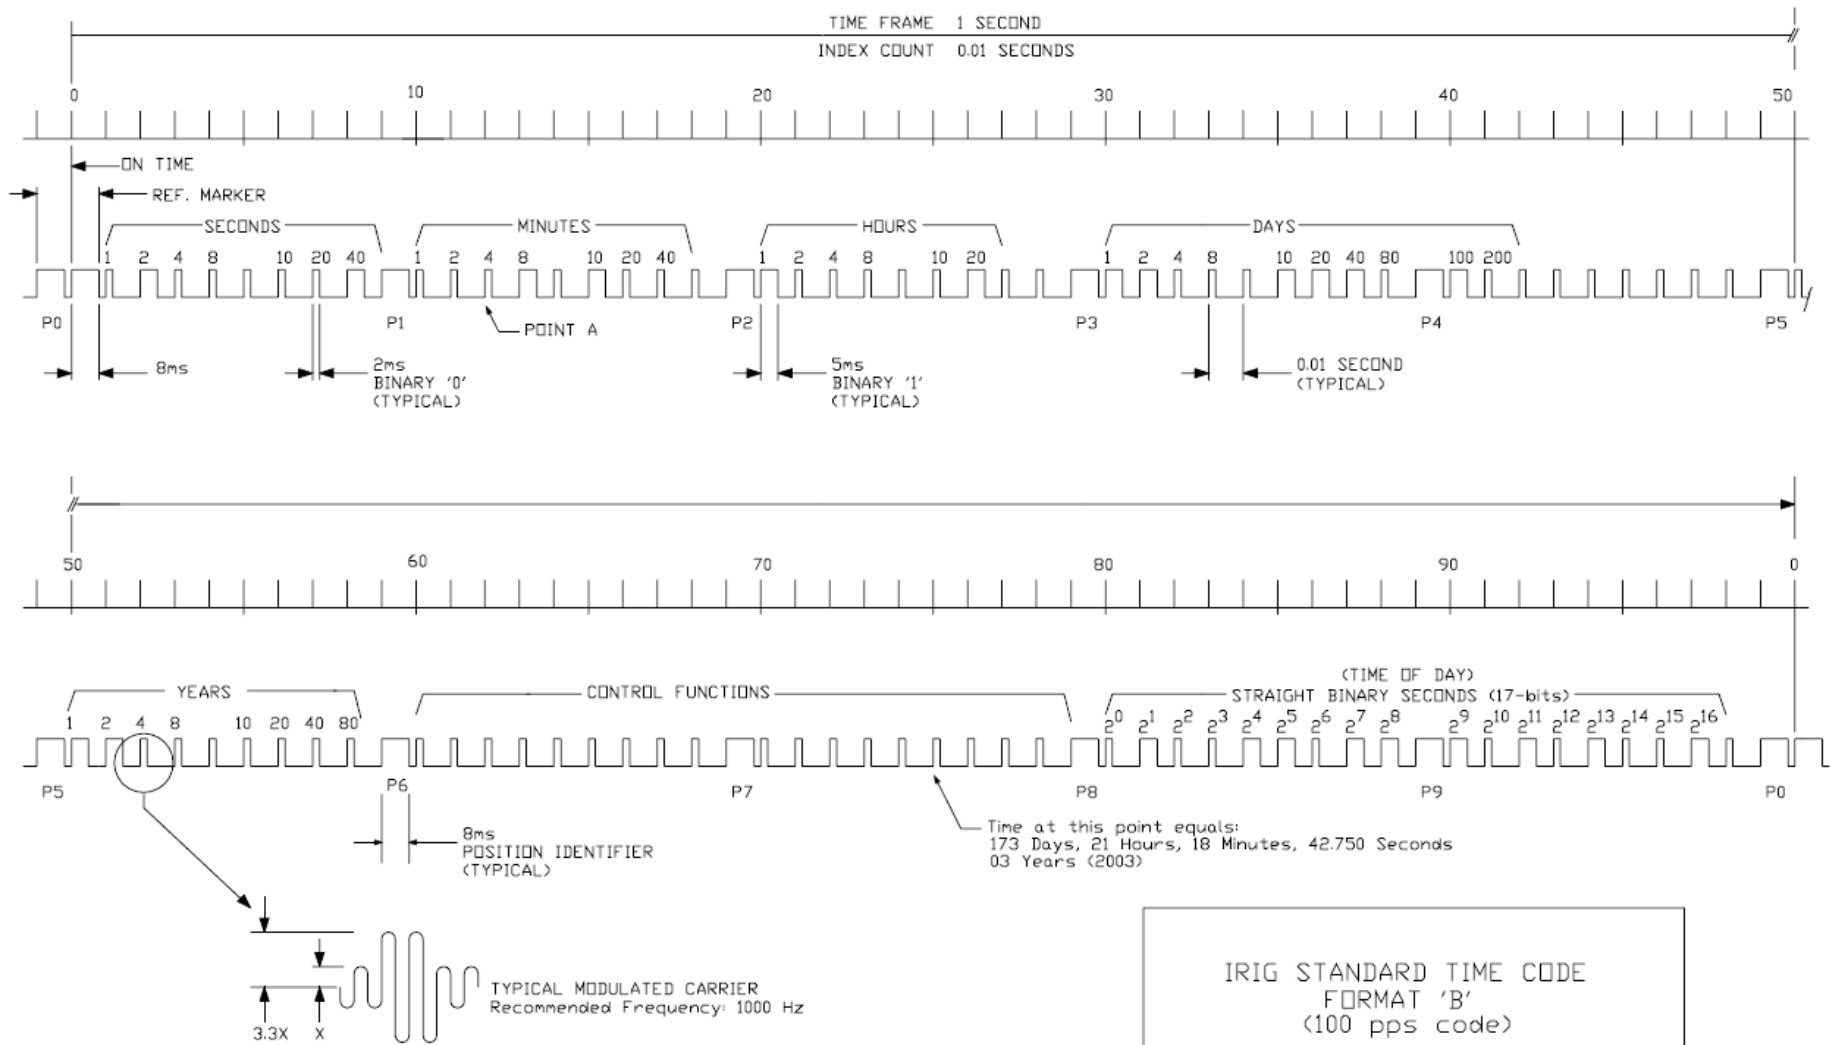 TIME FRAME 1 SECOND
INDEX COUNT 0.01 SECONDS
0 10 20 30 40 50
ON TIME
REF. MARKER
SECONDS MINUTES HOURS DAYS
1 2 4 8 10 20 40 1 2 4 8 10 20 40 1 2 4 8 10 20 1 2 4 8 10 20 40 80 100 200
P0 P1 P2 P3 P4 P5
POINT A
8ms
2ms
BINARY '0'
(TYPICAL)
5ms
BINARY '1'
(TYPICAL)
0.01 SECOND
(TYPICAL)
50 60 70 80 90 0
(TIME OF DAY)
YEARS CONTROL FUNCTIONS STRAIGHT BINARY SECONDS (17-bits)
1 2 4 8 10 20 40 80 2^0 2^1 2^2 2^3 2^4 2^5 2^6 2^7 2^8 2^9 2^10 2^11 2^12 2^13 2^14 2^15 2^16
P5 P6 P7 P8 P9 P0
8ms
POSITION IDENTIFIER
(TYPICAL)
Time at this point equals:
173 Days, 21 Hours, 18 Minutes, 42.750 Seconds
03 Years (2003)
TYPICAL MODULATED CARRIER
Recommended Frequency: 1000 Hz
3.3X X
IRIG STANDARD TIME CODE
FORMAT 'B'
(100 pps code)